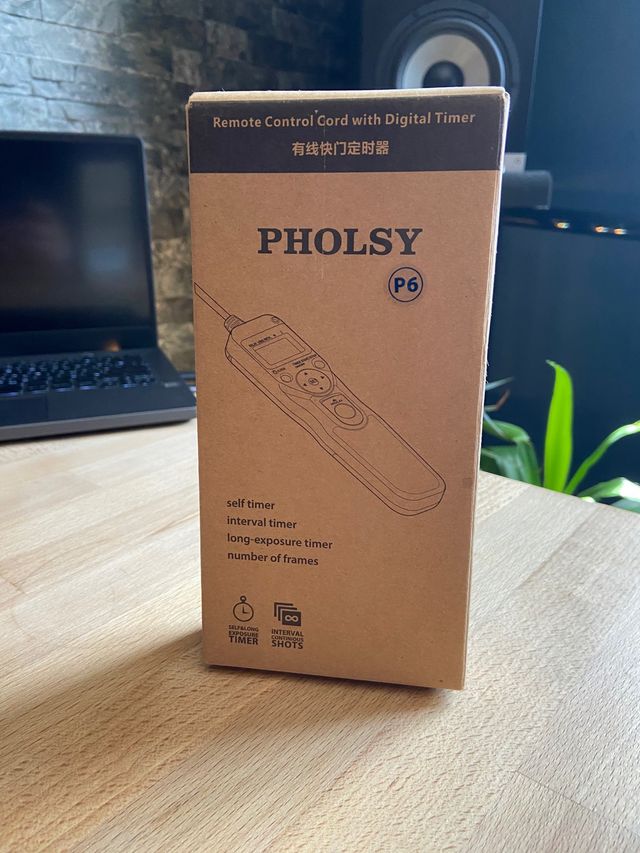 Remote Control Cord with Digital Timer
有线快门定时器
PHOLSY
P6
self timer
interval timer
long-exposure timer
number of frames
SELF&LONG
EXPOSURE
TIMER
INTERVAL
CONTINIOUS
SHOTS